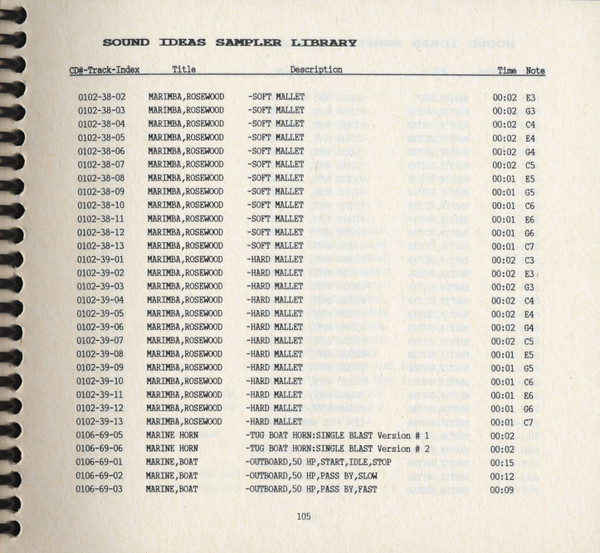 SOUND IDEAS SAMPLER LIBRARY
CD#-Track-Index Title Description Time Note
0102-38-02 MARIMBA,ROSEWOOD -SOFT MALLET 00:02 E3
0102-38-03 MARIMBA,ROSEWOOD -SOFT MALLET 00:02 G3
0102-38-04 MARIMBA,ROSEWOOD -SOFT MALLET 00:02 C4
0102-38-05 MARIMBA,ROSEWOOD -SOFT MALLET 00:02 E4
0102-38-06 MARIMBA,ROSEWOOD -SOFT MALLET 00:02 G4
0102-38-07 MARIMBA,ROSEWOOD -SOFT MALLET 00:02 C5
0102-38-08 MARIMBA,ROSEWOOD -SOFT MALLET 00:01 E5
0102-38-09 MARIMBA,ROSEWOOD -SOFT MALLET 00:01 G5
0102-38-10 MARIMBA,ROSEWOOD -SOFT MALLET 00:01 C6
0102-38-11 MARIMBA,ROSEWOOD -SOFT MALLET 00:01 E6
0102-38-12 MARIMBA,ROSEWOOD -SOFT MALLET 00:01 G6
0102-38-13 MARIMBA,ROSEWOOD -SOFT MALLET 00:01 C7
0102-39-01 MARIMBA,ROSEWOOD -HARD MALLET 00:02 C3
0102-39-02 MARIMBA,ROSEWOOD -HARD MALLET 00:02 E3
0102-39-03 MARIMBA,ROSEWOOD -HARD MALLET 00:02 G3
0102-39-04 MARIMBA,ROSEWOOD -HARD MALLET 00:02 C4
0102-39-05 MARIMBA,ROSEWOOD -HARD MALLET 00:02 E4
0102-39-06 MARIMBA,ROSEWOOD -HARD MALLET 00:02 G4
0102-39-07 MARIMBA,ROSEWOOD -HARD MALLET 00:02 C5
0102-39-08 MARIMBA,ROSEWOOD -HARD MALLET 00:01 E5
0102-39-09 MARIMBA,ROSEWOOD -HARD MALLET 00:01 G5
0102-39-10 MARIMBA,ROSEWOOD -HARD MALLET 00:01 C6
0102-39-11 MARIMBA,ROSEWOOD -HARD MALLET 00:01 E6
0102-39-12 MARIMBA,ROSEWOOD -HARD MALLET 00:01 G6
0102-39-13 MARIMBA,ROSEWOOD -HARD MALLET 00:01 C7
0106-69-05 MARINE HORN -TUG BOAT HORN:SINGLE BLAST Version # 1 00:02
0106-69-06 MARINE HORN -TUG BOAT HORN:SINGLE BLAST Version # 2 00:02
0106-69-01 MARINE,BOAT -OUTBOARD,50 HP,START,IDLE,STOP 00:15
0106-69-02 MARINE,BOAT -OUTBOARD,50 HP,PASS BY,SLOW 00:12
0106-69-03 MARINE,BOAT -OUTBOARD,50 HP,PASS BY,FAST 00:09
105